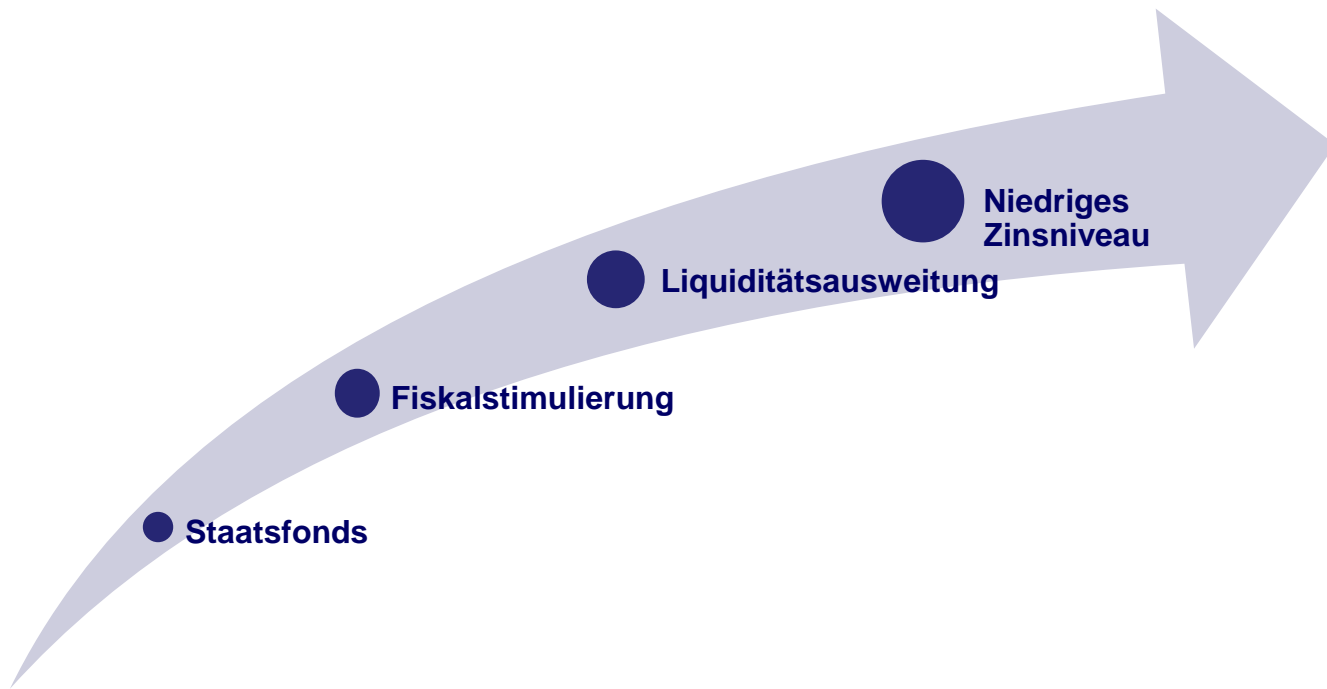 Niedriges
Zinsniveau
Liquiditätsausweitung
Fiskalstimulierung
Staatsfonds